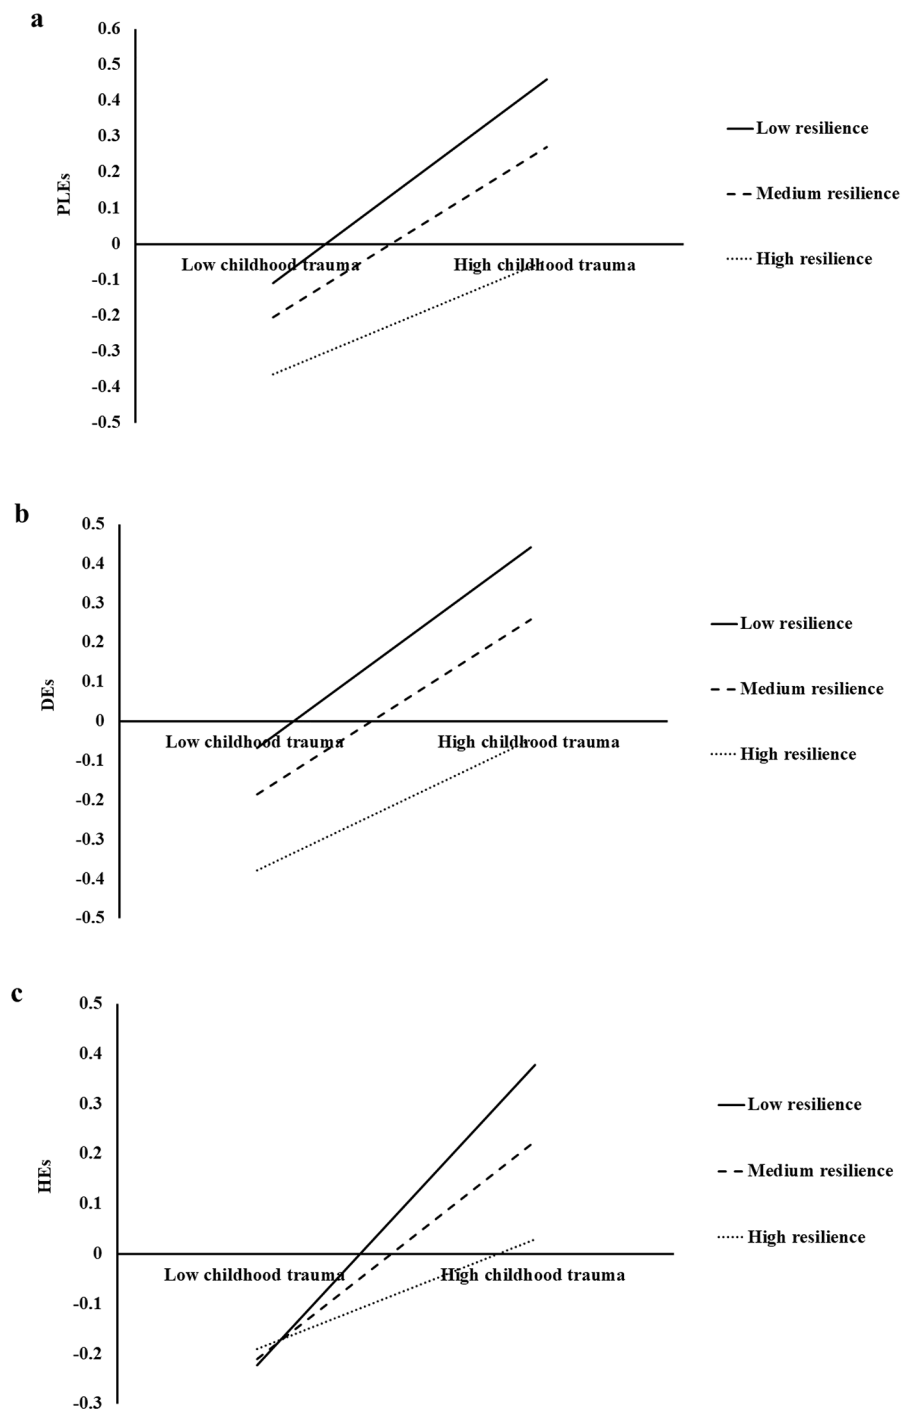 a
0.6
0.5
0.4
0.3
0.2
0.1
0
-0.1
-0.2
-0.3
-0.4
-0.5
PLEs
Low childhood trauma
High childhood trauma
Low resilience
Medium resilience
High resilience
b
0.5
0.4
0.3
0.2
0.1
0
-0.1
-0.2
-0.3
-0.4
-0.5
DEs
Low childhood trauma
High childhood trauma
Low resilience
Medium resilience
High resilience
c
0.5
0.4
0.3
0.2
0.1
0
-0.1
-0.2
-0.3
HEs
Low childhood trauma
High childhood trauma
Low resilience
Medium resilience
High resilience